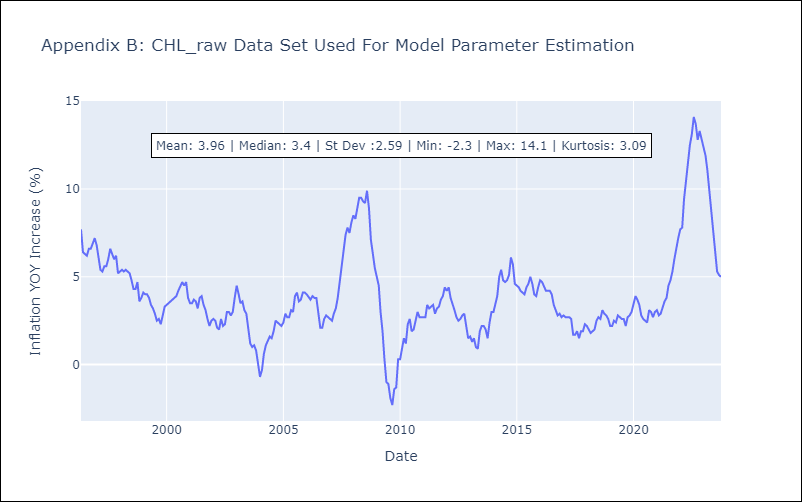 Appendix B: CHL_raw Data Set Used For Model Parameter Estimation
Mean: 3.96 | Median: 3.4 | St Dev :2.59 | Min: -2.3 | Max: 14.1 | Kurtosis: 3.09
Inflation YOY Increase (%)
15
10
5
0
2000
2005
2010
2015
2020
Date